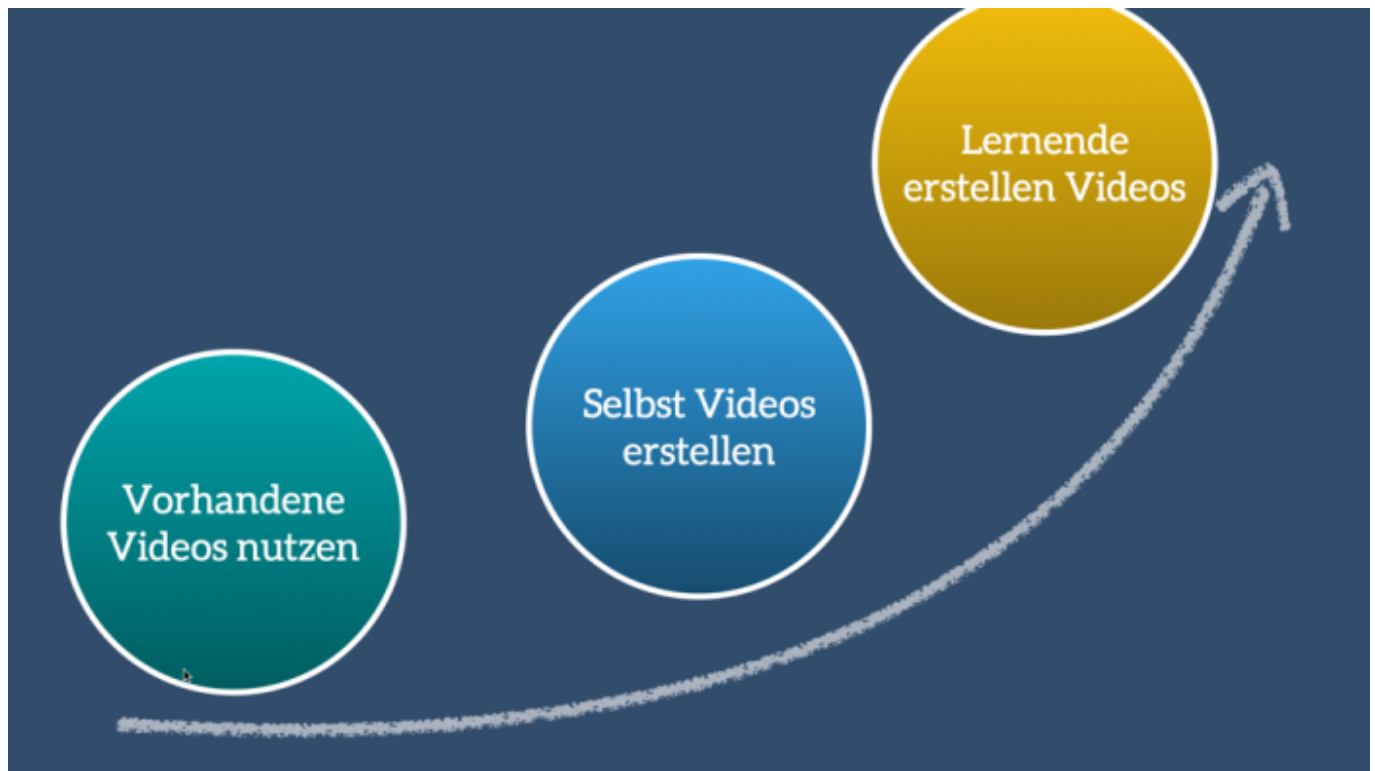 Vorhandene
Videos nutzen
Selbst Videos
erstellen
Lernende
erstellen Videos